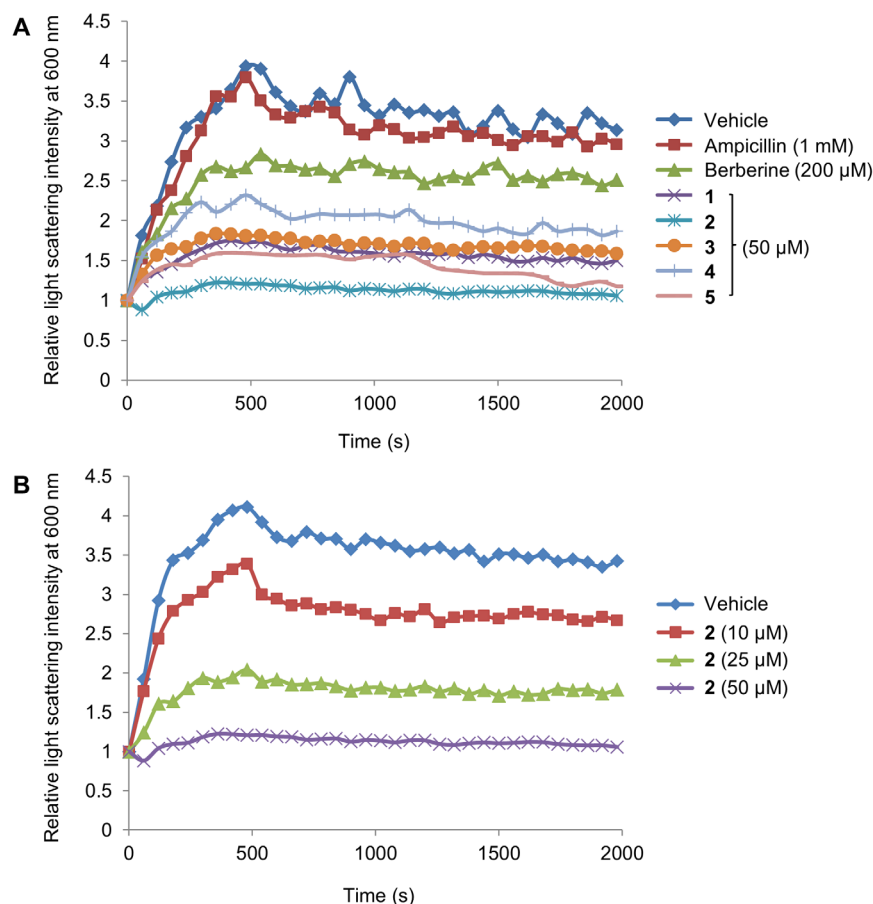 A
Relative light scattering intensity at 600 nm
4.5
4
3.5
3
2.5
2
1.5
1
0.5
0
0
500
1000
1500
2000
Time (s)
Vehicle
Ampicillin (1 mM)
Berberine (200 µM)
1
2
3
4
5
(50 µM)
B
Relative light scattering intensity at 600 nm
4.5
4
3.5
3
2.5
2
1.5
1
0.5
0
0
500
1000
1500
2000
Time (s)
Vehicle
2 (10 µM)
2 (25 µM)
2 (50 µM)